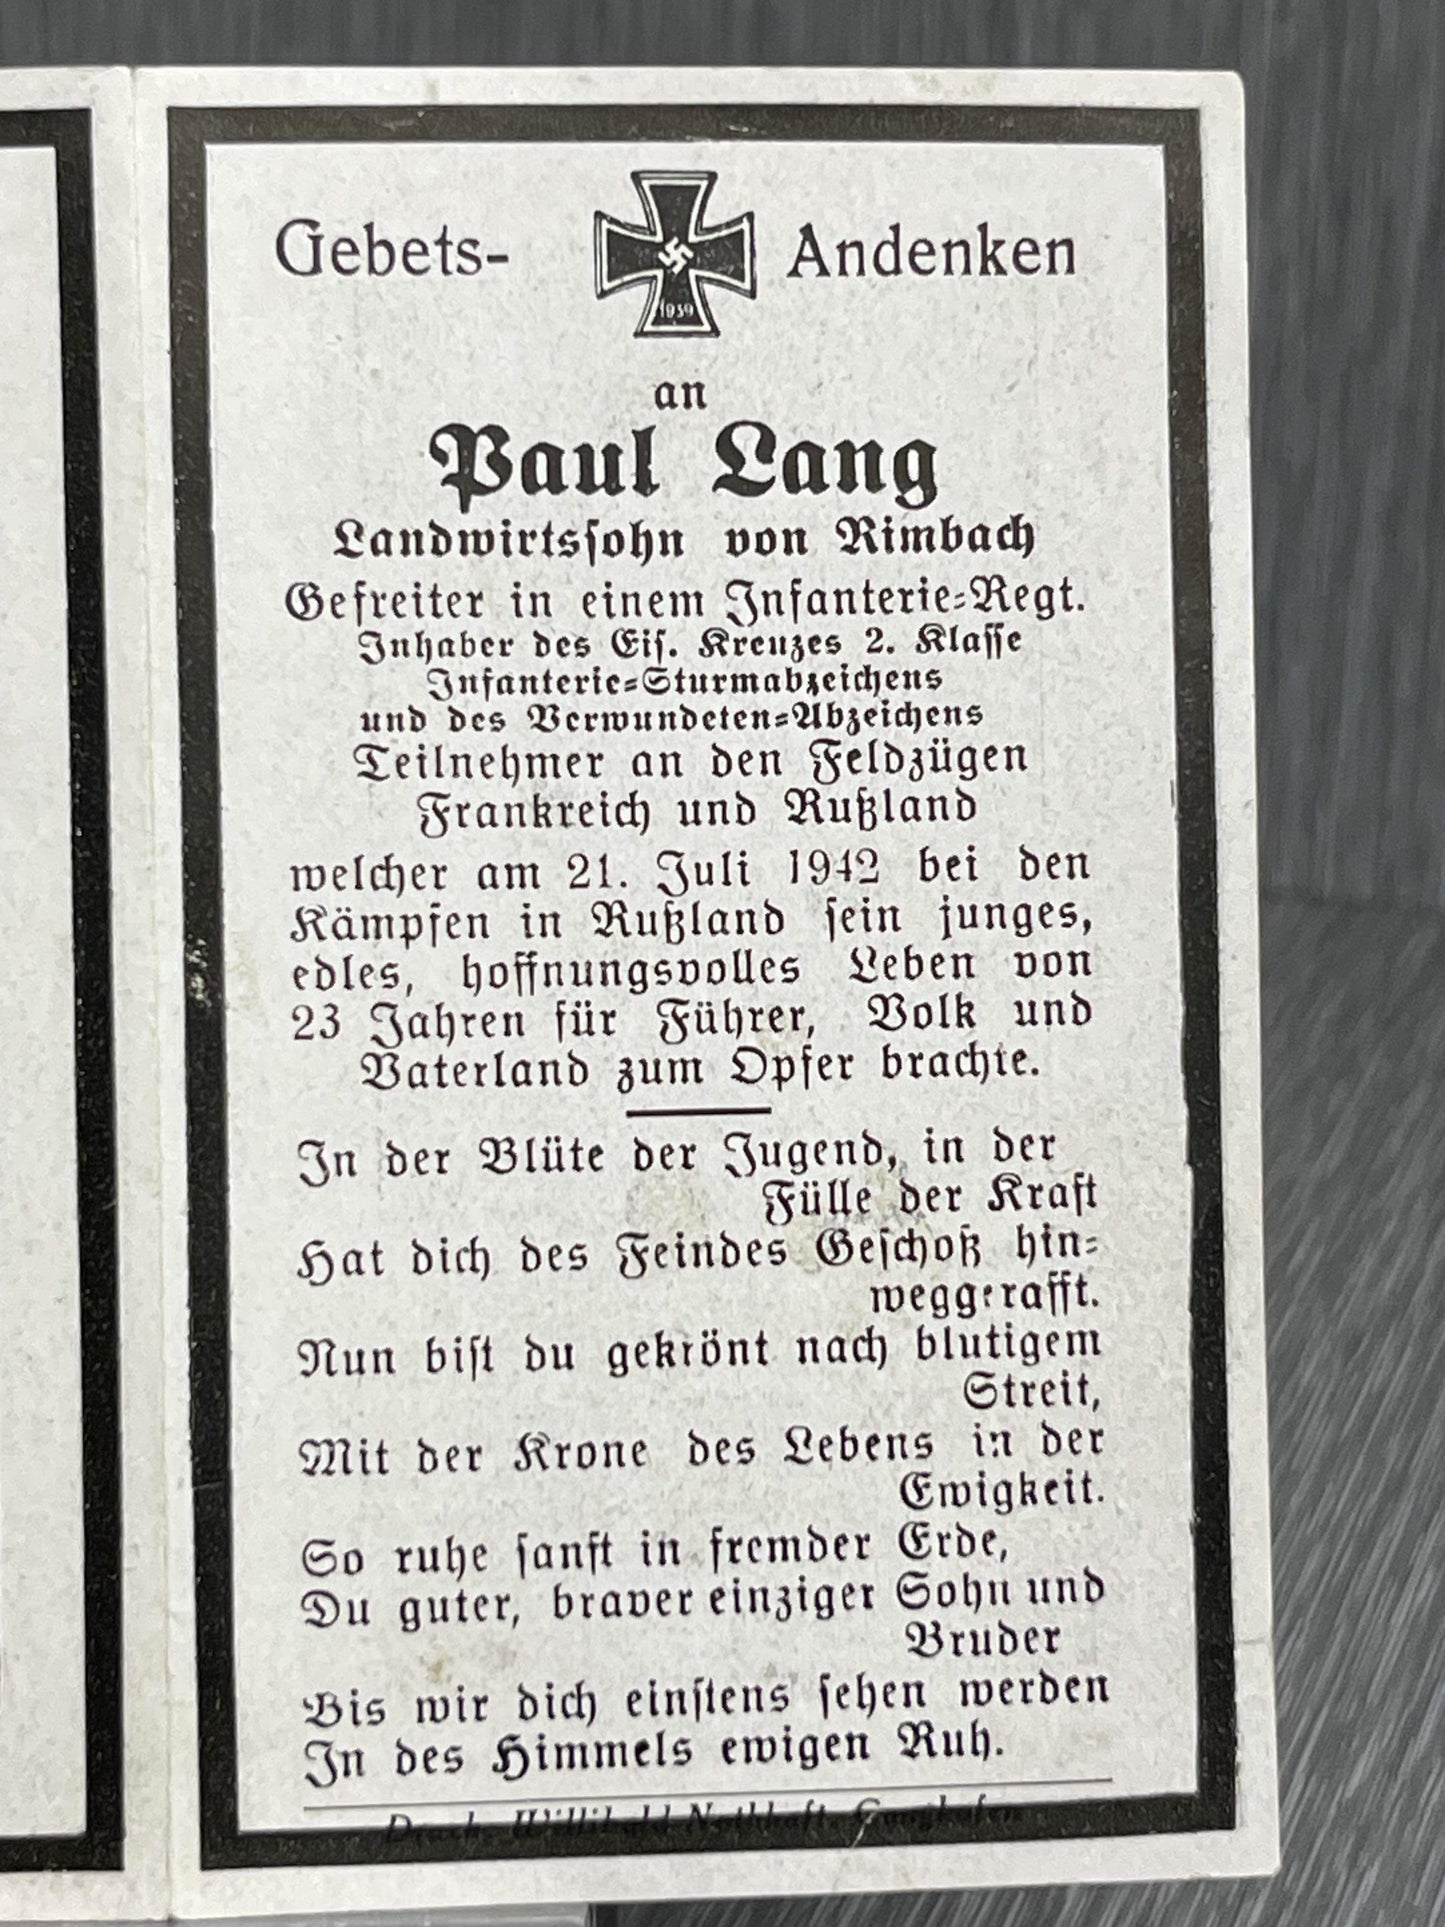 Gebets- Andenken
1939
an
Paul Lang
Landwirtssohn von Rimbach
Gefreiter in einem Infanterie-Regt.
Inhaber des Eis. Kreuzes 2. Klasse
Infanterie-Sturmabzeichens
und des Verwundeten-Abzeichens
Teilnehmer an den Feldzügen
Frankreich und Rußland
welcher am 21. Juli 1942 bei den
Kämpfen in Rußland sein junges,
edles, hoffnungsvolles Leben von
23 Jahren für Führer, Volk und
Vaterland zum Opfer brachte.
In der Blüte der Jugend, in der
Fülle der Kraft
Hat dich des Feindes Geschoß hin-
weggerafft.
Nun bist du gekrönt nach blutigem
Streit,
Mit der Krone des Lebens in der
Ewigkeit.
So ruhe sanft in fremder Erde,
Du guter, braver einziger Sohn und
Bruder
Bis wir dich einstens sehen werden
In des Himmels ewigen Ruh.
Druck: Willibald Nothhaft,